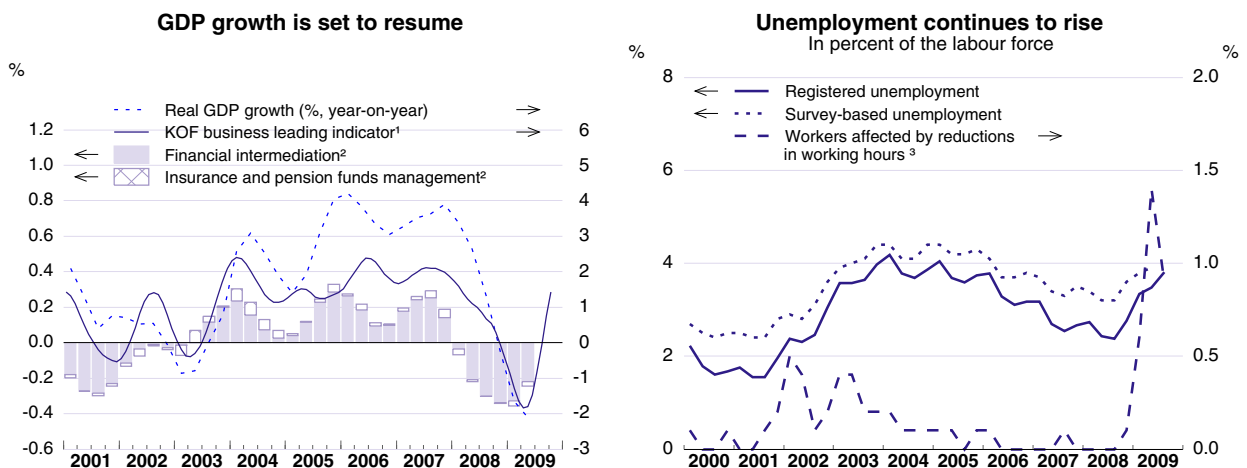 GDP growth is set to resume
%
Real GDP growth (%, year-on-year)
KOF business leading indicator¹
Financial intermediation²
Insurance and pension funds management²
1.2
1.0
0.8
0.6
0.4
0.2
0.0
-0.2
-0.4
-0.6
6
5
4
3
2
1
0
-1
-2
-3
2001 2002 2003 2004 2005 2006 2007 2008 2009
Unemployment continues to rise
In percent of the labour force
% %
Registered unemployment
Survey-based unemployment
Workers affected by reductions
in working hours ³
8
6
4
2
0
2.0
1.5
1.0
0.5
0.0
2000 2001 2002 2003 2004 2005 2006 2007 2008 2009